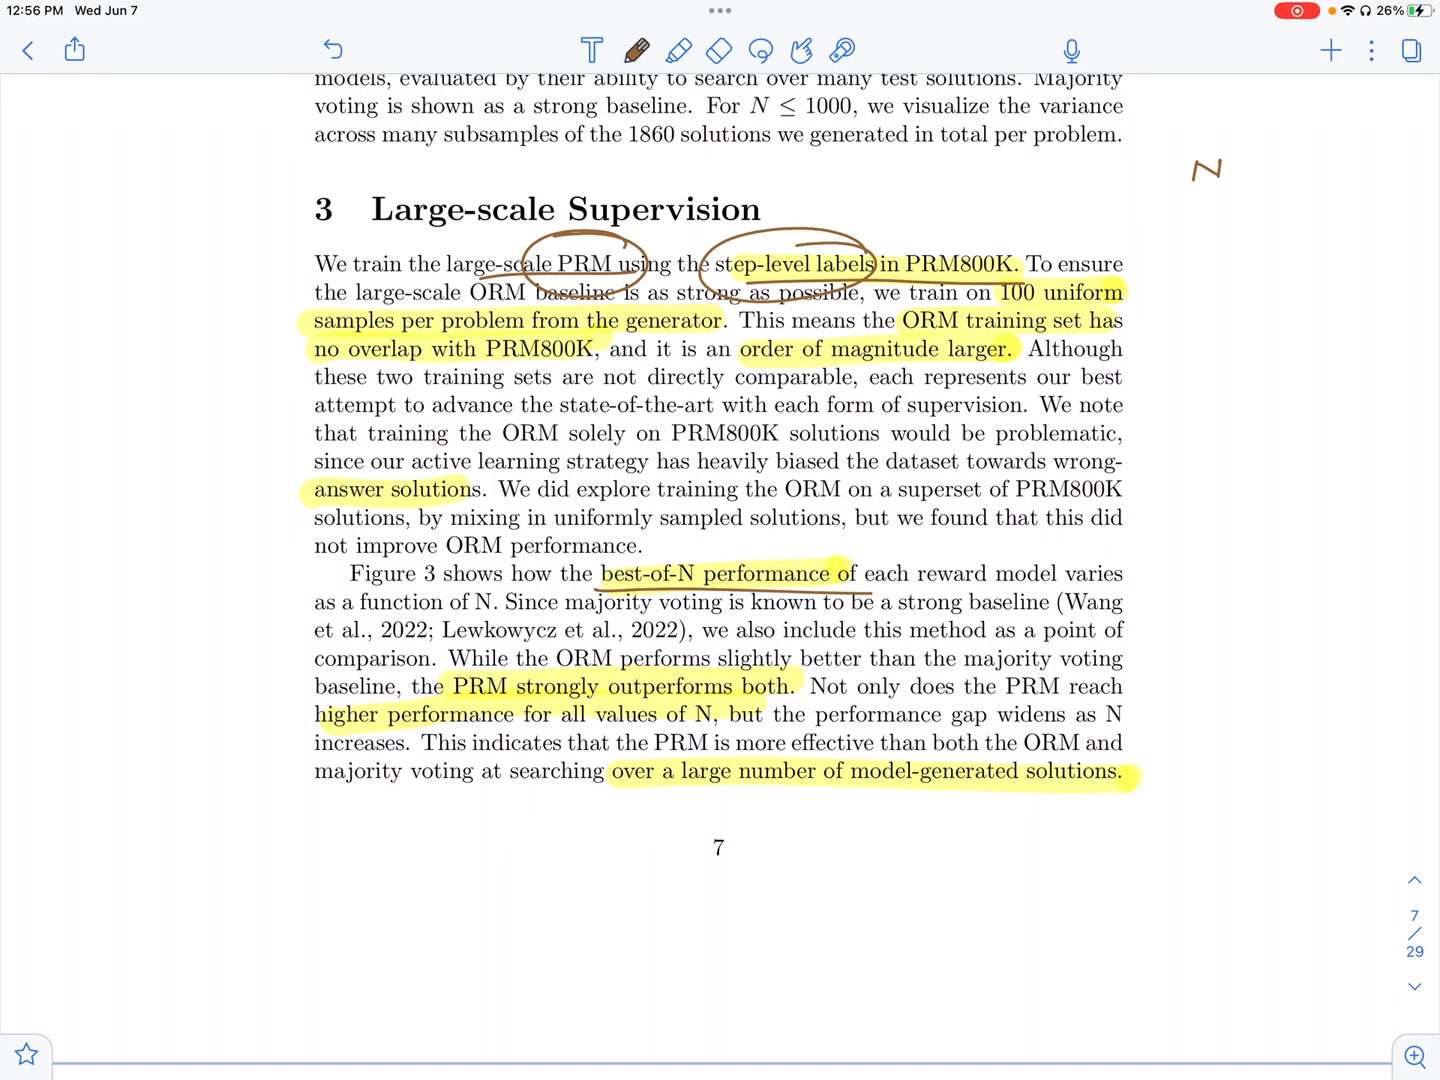 12:56 PM Wed Jun 7
26%
T
models, evaluated by their ability to search over many test solutions. Majority
voting is shown as a strong baseline. For N ≤ 1000, we visualize the variance
across many subsamples of the 1860 solutions we generated in total per problem.
N
3 Large-scale Supervision
We train the large-scale PRM using the step-level labels in PRM800K. To ensure
the large-scale ORM baseline is as strong as possible, we train on 100 uniform
samples per problem from the generator. This means the ORM training set has
no overlap with PRM800K, and it is an order of magnitude larger. Although
these two training sets are not directly comparable, each represents our best
attempt to advance the state-of-the-art with each form of supervision. We note
that training the ORM solely on PRM800K solutions would be problematic,
since our active learning strategy has heavily biased the dataset towards wrong-
answer solutions. We did explore training the ORM on a superset of PRM800K
solutions, by mixing in uniformly sampled solutions, but we found that this did
not improve ORM performance.
Figure 3 shows how the best-of-N performance of each reward model varies
as a function of N. Since majority voting is known to be a strong baseline (Wang
et al., 2022; Lewkowycz et al., 2022), we also include this method as a point of
comparison. While the ORM performs slightly better than the majority voting
baseline, the PRM strongly outperforms both. Not only does the PRM reach
higher performance for all values of N, but the performance gap widens as N
increases. This indicates that the PRM is more effective than both the ORM and
majority voting at searching over a large number of model-generated solutions.
7
7
/
29